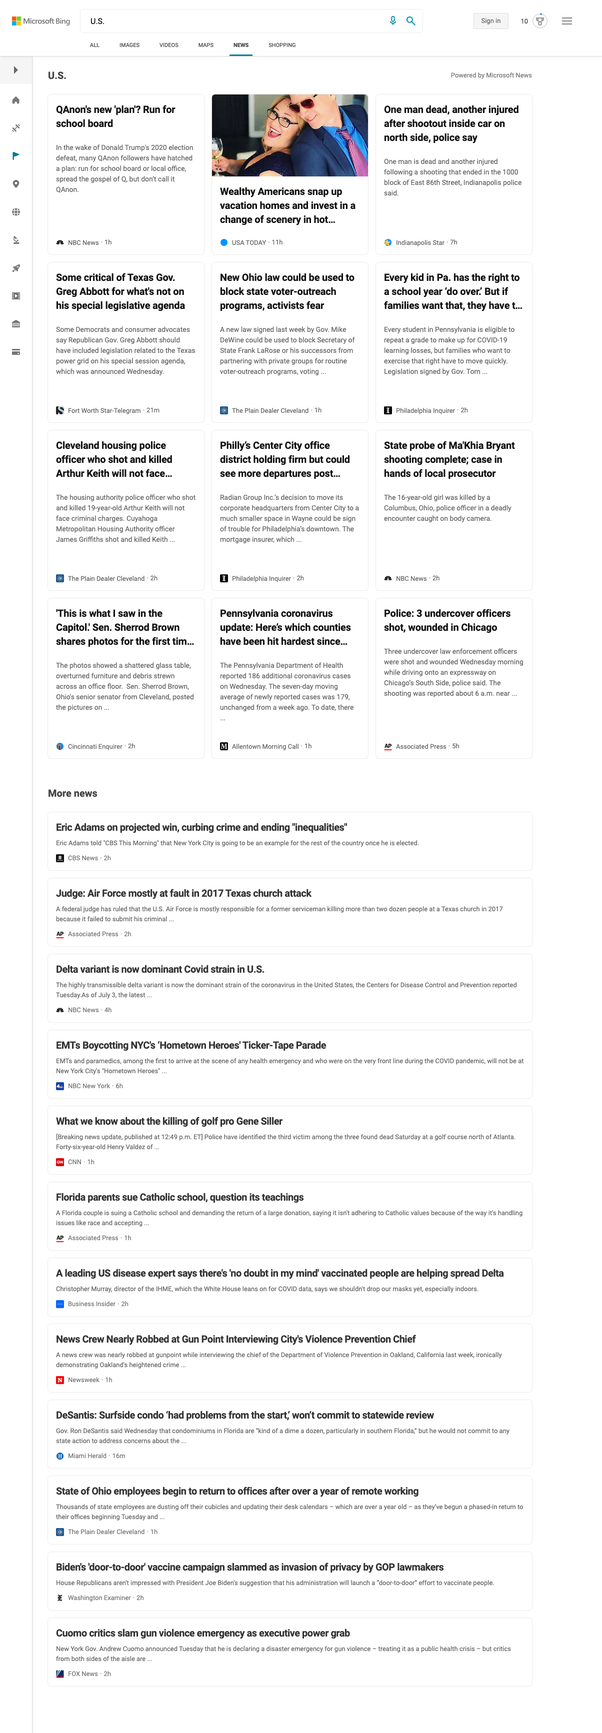 Microsoft Bing
U.S.
Sign in
10
ALL
IMAGES
VIDEOS
MAPS
NEWS
SHOPPING
U.S.
Powered by Microsoft News
QAnon's new 'plan'? Run for
school board
In the wake of Donald Trump's 2020 election
defeat, many QAnon followers have hatched
a plan: run for school board or local office,
spread the gospel of Q, but don't call it
QAnon.
NBC News · 1h
Wealthy Americans snap up
vacation homes and invest in a
change of scenery in hot...
USA TODAY · 11h
One man dead, another injured
after shootout inside car on
north side, police say
One man is dead and another injured
following a shooting that ended in the 1000
block of East 86th Street, Indianapolis police
said.
Indianapolis Star · 7h
Some critical of Texas Gov.
Greg Abbott for what's not on
his special legislative agenda
Some Democrats and consumer advocates
say Republican Gov. Greg Abbott should
have included legislation related to the Texas
power grid on his special session agenda,
which was announced Wednesday.
Fort Worth Star-Telegram · 21m
New Ohio law could be used to
block state voter-outreach
programs, activists fear
A new law signed last week by Gov. Mike
DeWine could be used to block Secretary of
State Frank LaRose or his successors from
partnering with private groups for routine
voter-outreach programs, voting ...
The Plain Dealer Cleveland · 1h
Every kid in Pa. has the right to
a school year 'do over.' But if
families want that, they have t...
Every student in Pennsylvania is eligible to
repeat a grade to make up for COVID-19
learning losses, but families who want to
exercise that right have to move quickly.
Legislation signed by Gov. Tom ...
Philadelphia Inquirer · 2h
Cleveland housing police
officer who shot and killed
Arthur Keith will not face...
The housing authority police officer who shot
and killed 19-year-old Arthur Keith will not
face criminal charges. Cuyahoga
Metropolitan Housing Authority officer
James Griffiths shot and killed Keith ...
The Plain Dealer Cleveland · 2h
Philly's Center City office
district holding firm but could
see more departures post...
Radian Group Inc.'s decision to move its
corporate headquarters from Center City to a
much smaller space in Wayne could be sign
of trouble for Philadelphia's downtown. The
mortgage insurer, which ...
Philadelphia Inquirer · 2h
State probe of Ma'Khia Bryant
shooting complete; case in
hands of local prosecutor
The 16-year-old girl was killed by a
Columbus, Ohio, police officer in a deadly
encounter caught on body camera.
NBC News · 2h
'This is what I saw in the
Capitol.' Sen. Sherrod Brown
shares photos for the first tim...
The photos showed a shattered glass table,
overturned furniture and debris strewn
across an office floor. Sen. Sherrod Brown,
Ohio's senior senator from Cleveland, posted
the pictures on ...
Cincinnati Enquirer · 2h
Pennsylvania coronavirus
update: Here's which counties
have been hit hardest since...
The Pennsylvania Department of Health
reported 186 additional coronavirus cases
on Wednesday. The seven-day moving
average of newly reported cases was 179,
unchanged from a week ago. To date, there
...
Allentown Morning Call · 1h
Police: 3 undercover officers
shot, wounded in Chicago
Three undercover law enforcement officers
were shot and wounded Wednesday morning
while driving onto an expressway on
Chicago's South Side, police said. The
shooting was reported about 6 a.m. near ...
AP
Associated Press · 5h
More news
Eric Adams on projected win, curbing crime and ending "inequalities"
Eric Adams told "CBS This Morning" that New York City is going to be an example for the rest of the country once he is elected.
CBS News · 2h
Judge: Air Force mostly at fault in 2017 Texas church attack
A federal judge has ruled that the U.S. Air Force is mostly responsible for a former serviceman killing more than two dozen people at a Texas church in 2017
because it failed to submit his criminal ...
AP
Associated Press · 2h
Delta variant is now dominant Covid strain in U.S.
The highly transmissible delta variant is now the dominant strain of the coronavirus in the United States, the Centers for Disease Control and Prevention reported
Tuesday.As of July 3, the latest ...
NBC News · 4h
EMTs Boycotting NYC's 'Hometown Heroes' Ticker-Tape Parade
EMTs and paramedics, among the first to arrive at the scene of any health emergency and who were on the very front line during the COVID pandemic, will not be at
New York City's "Hometown Heroes" ...
NBC New York · 6h
What we know about the killing of golf pro Gene Siller
[Breaking news update, published at 12:49 p.m. ET] Police have identified the third victim among the three found dead Saturday at a golf course north of Atlanta.
Forty-six-year-old Henry Valdez of ...
CNN · 1h
Florida parents sue Catholic school, question its teachings
A Florida couple is suing a Catholic school and demanding the return of a large donation, saying it isn't adhering to Catholic values because of the way it's handling
issues like race and accepting ...
AP
Associated Press · 1h
A leading US disease expert says there's 'no doubt in my mind' vaccinated people are helping spread Delta
Christopher Murray, director of the IHME, which the White House leans on for COVID data, says we shouldn't drop our masks yet, especially indoors.
Business Insider · 2h
News Crew Nearly Robbed at Gun Point Interviewing City's Violence Prevention Chief
A news crew was nearly robbed at gunpoint while interviewing the chief of the Department of Violence Prevention in Oakland, California last week, ironically
demonstrating Oakland's heightened crime ...
N
Newsweek · 1h
DeSantis: Surfside condo 'had problems from the start,' won't commit to statewide review
Gov. Ron DeSantis said Wednesday that condominiums in Florida are "kind of a dime a dozen, particularly in southern Florida," but he would not commit to any
state action to address concerns about the ...
Miami Herald · 16m
State of Ohio employees begin to return to offices after over a year of remote working
Thousands of state employees are dusting off their cubicles and updating their desk calendars – which are over a year old – as they've begun a phased-in return to
their offices beginning Tuesday and ...
The Plain Dealer Cleveland · 1h
Biden's 'door-to-door' vaccine campaign slammed as invasion of privacy by GOP lawmakers
House Republicans aren't impressed with President Joe Biden's suggestion that his administration will launch a "door-to-door" effort to vaccinate people.
Washington Examiner · 2h
Cuomo critics slam gun violence emergency as executive power grab
New York Gov. Andrew Cuomo announced Tuesday that he is declaring a disaster emergency for gun violence – treating it as a public health crisis – but critics
from both sides of the aisle are ...
FOX News · 2h